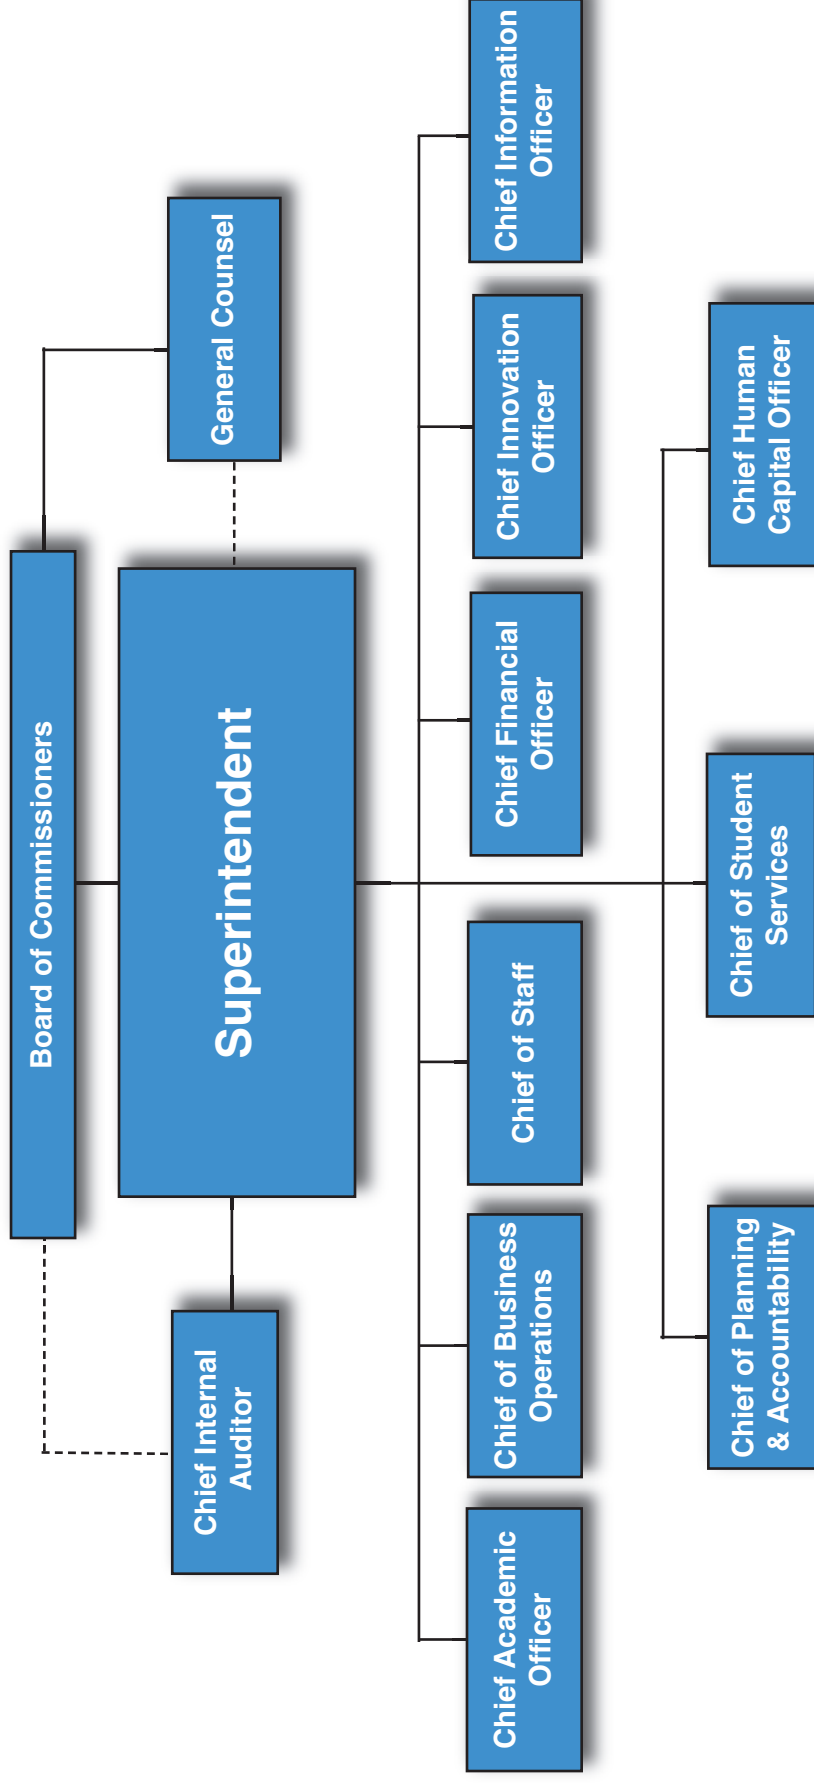 Board of Commissioners
Superintendent
Chief Internal
Auditor
General Counsel
Chief Academic
Officer
Chief of Business
Operations
Chief of Staff
Chief Financial
Officer
Chief Innovation
Officer
Chief Information
Officer
Chief of Planning
& Accountability
Chief of Student
Services
Chief Human
Capital Officer